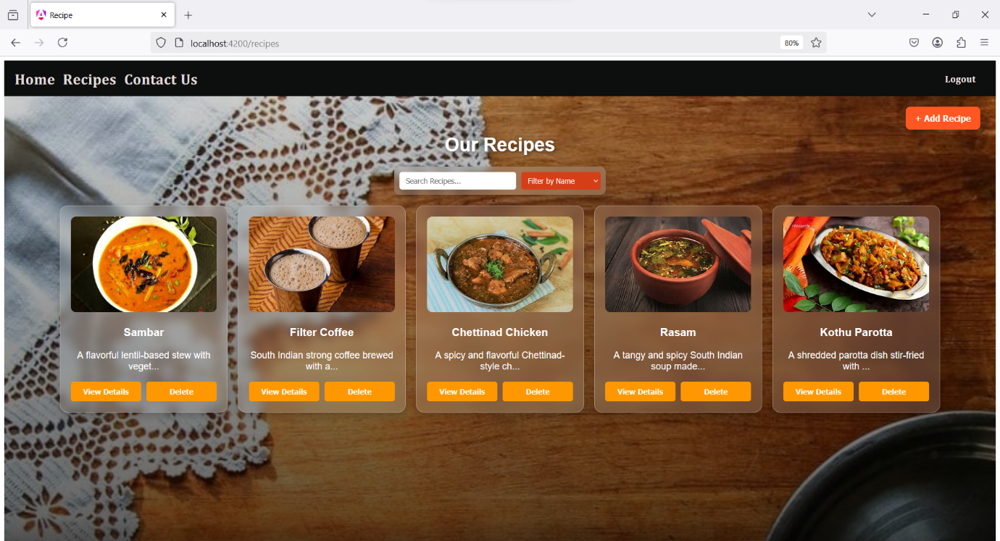 Recipe
localhost:4200/recipes
80%
Home Recipes Contact Us
Logout
+ Add Recipe
Our Recipes
Search Recipes...
Filter by Name
Sambar
A flavorful lentil-based stew with
veget...
View Details
Delete
Filter Coffee
South Indian strong coffee brewed
with a...
View Details
Delete
Chettinad Chicken
A spicy and flavorful Chettinad-
style ch...
View Details
Delete
Rasam
A tangy and spicy South Indian
soup made...
View Details
Delete
Kothu Parotta
A shredded parotta dish stir-fried
with ...
View Details
Delete